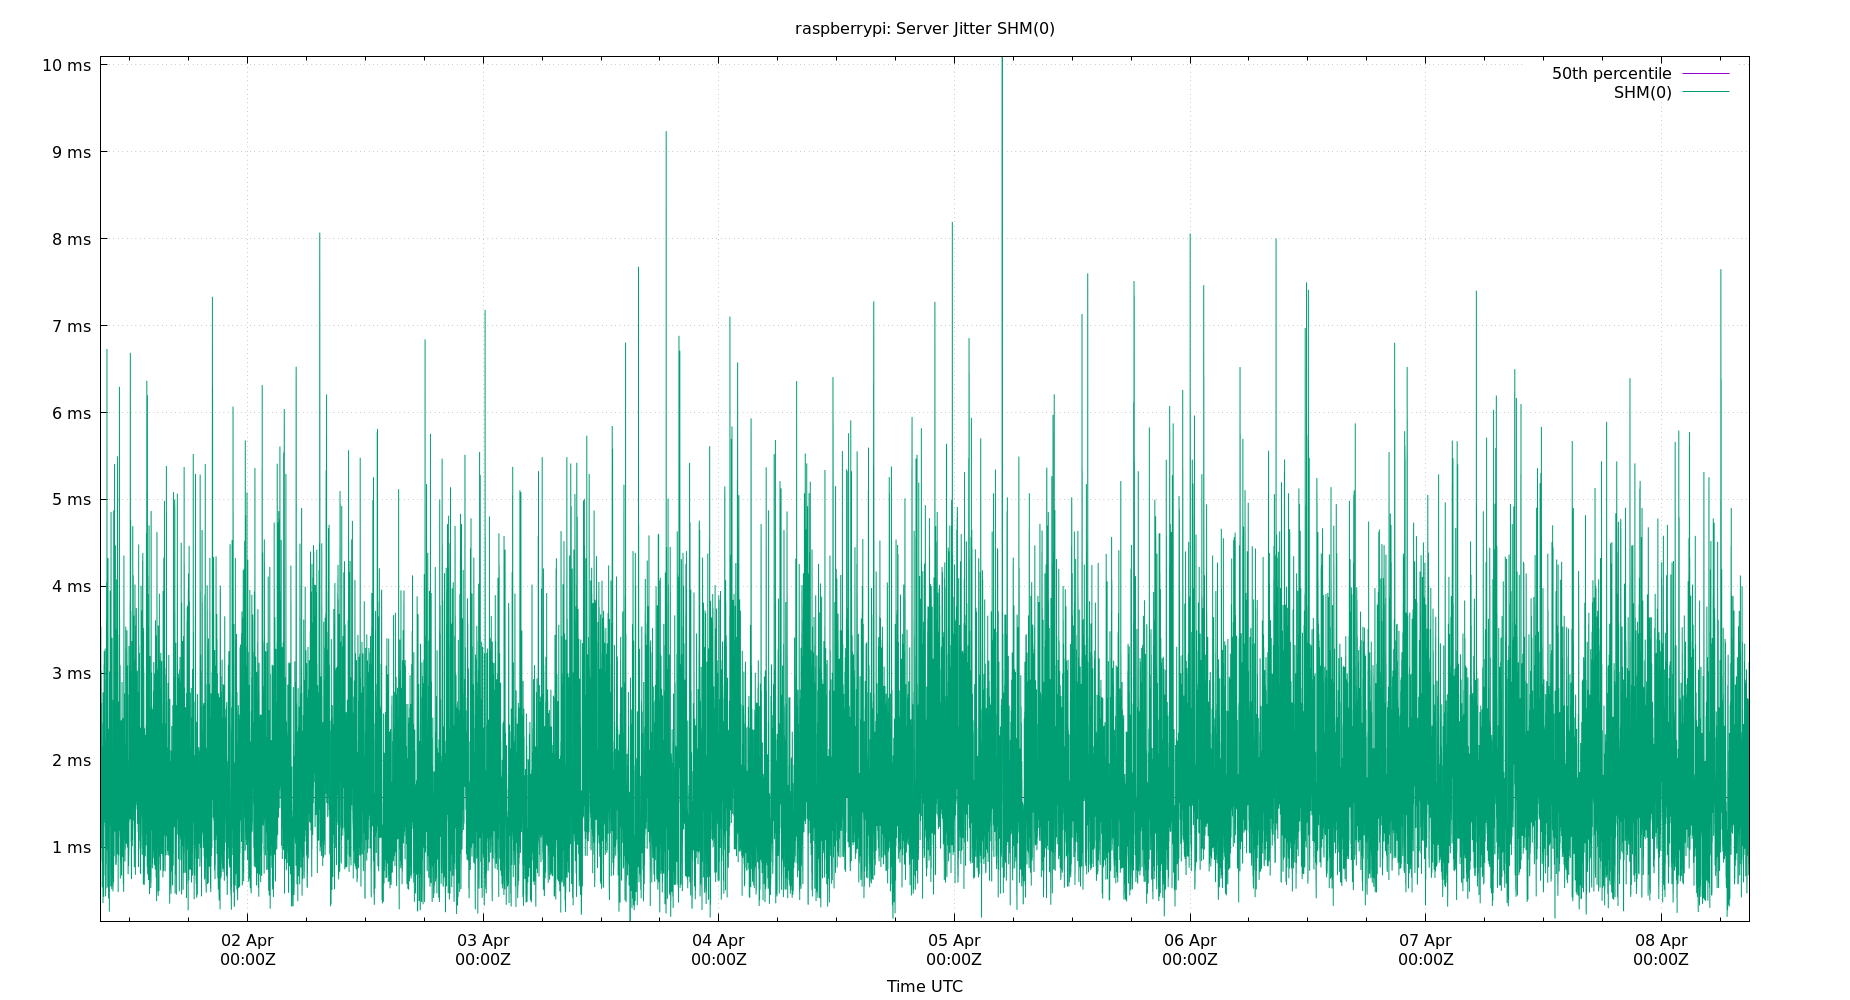 raspberrypi: Server Jitter SHM(0)
50th percentile
SHM(0)
10 ms
9 ms
8 ms
7 ms
6 ms
5 ms
4 ms
3 ms
2 ms
1 ms
02 Apr 03 Apr 04 Apr 05 Apr 06 Apr 07 Apr 08 Apr
00:00Z 00:00Z 00:00Z 00:00Z 00:00Z 00:00Z 00:00Z
Time UTC